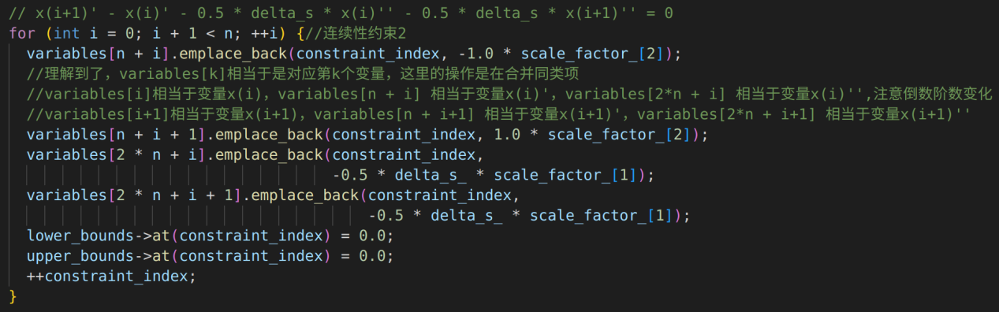 // x(i+1)' - x(i)' - 0.5 * delta_s * x(i)'' - 0.5 * delta_s * x(i+1)'' = 0
for (int i = 0; i + 1 < n; ++i) {//连续性约束2
variables[n + i].emplace_back(constraint_index, -1.0 * scale_factor_[2]);
//理解到了，variables[k]相当于是对应第k个变量，这里的操作是在合并同类项
//variables[i]相当于变量x(i)，variables[n + i] 相当于变量x(i)'，variables[2*n + i] 相当于变量x(i)'',注意倒数阶数变化
//variables[i+1]相当于变量x(i+1)，variables[n + i+1] 相当于变量x(i+1)'，variables[2*n + i+1] 相当于变量x(i+1)''
variables[n + i + 1].emplace_back(constraint_index, 1.0 * scale_factor_[2]);
variables[2 * n + i].emplace_back(constraint_index,
-0.5 * delta_s_ * scale_factor_[1]);
variables[2 * n + i + 1].emplace_back(constraint_index,
-0.5 * delta_s_ * scale_factor_[1]);
lower_bounds->at(constraint_index) = 0.0;
upper_bounds->at(constraint_index) = 0.0;
++constraint_index;
}